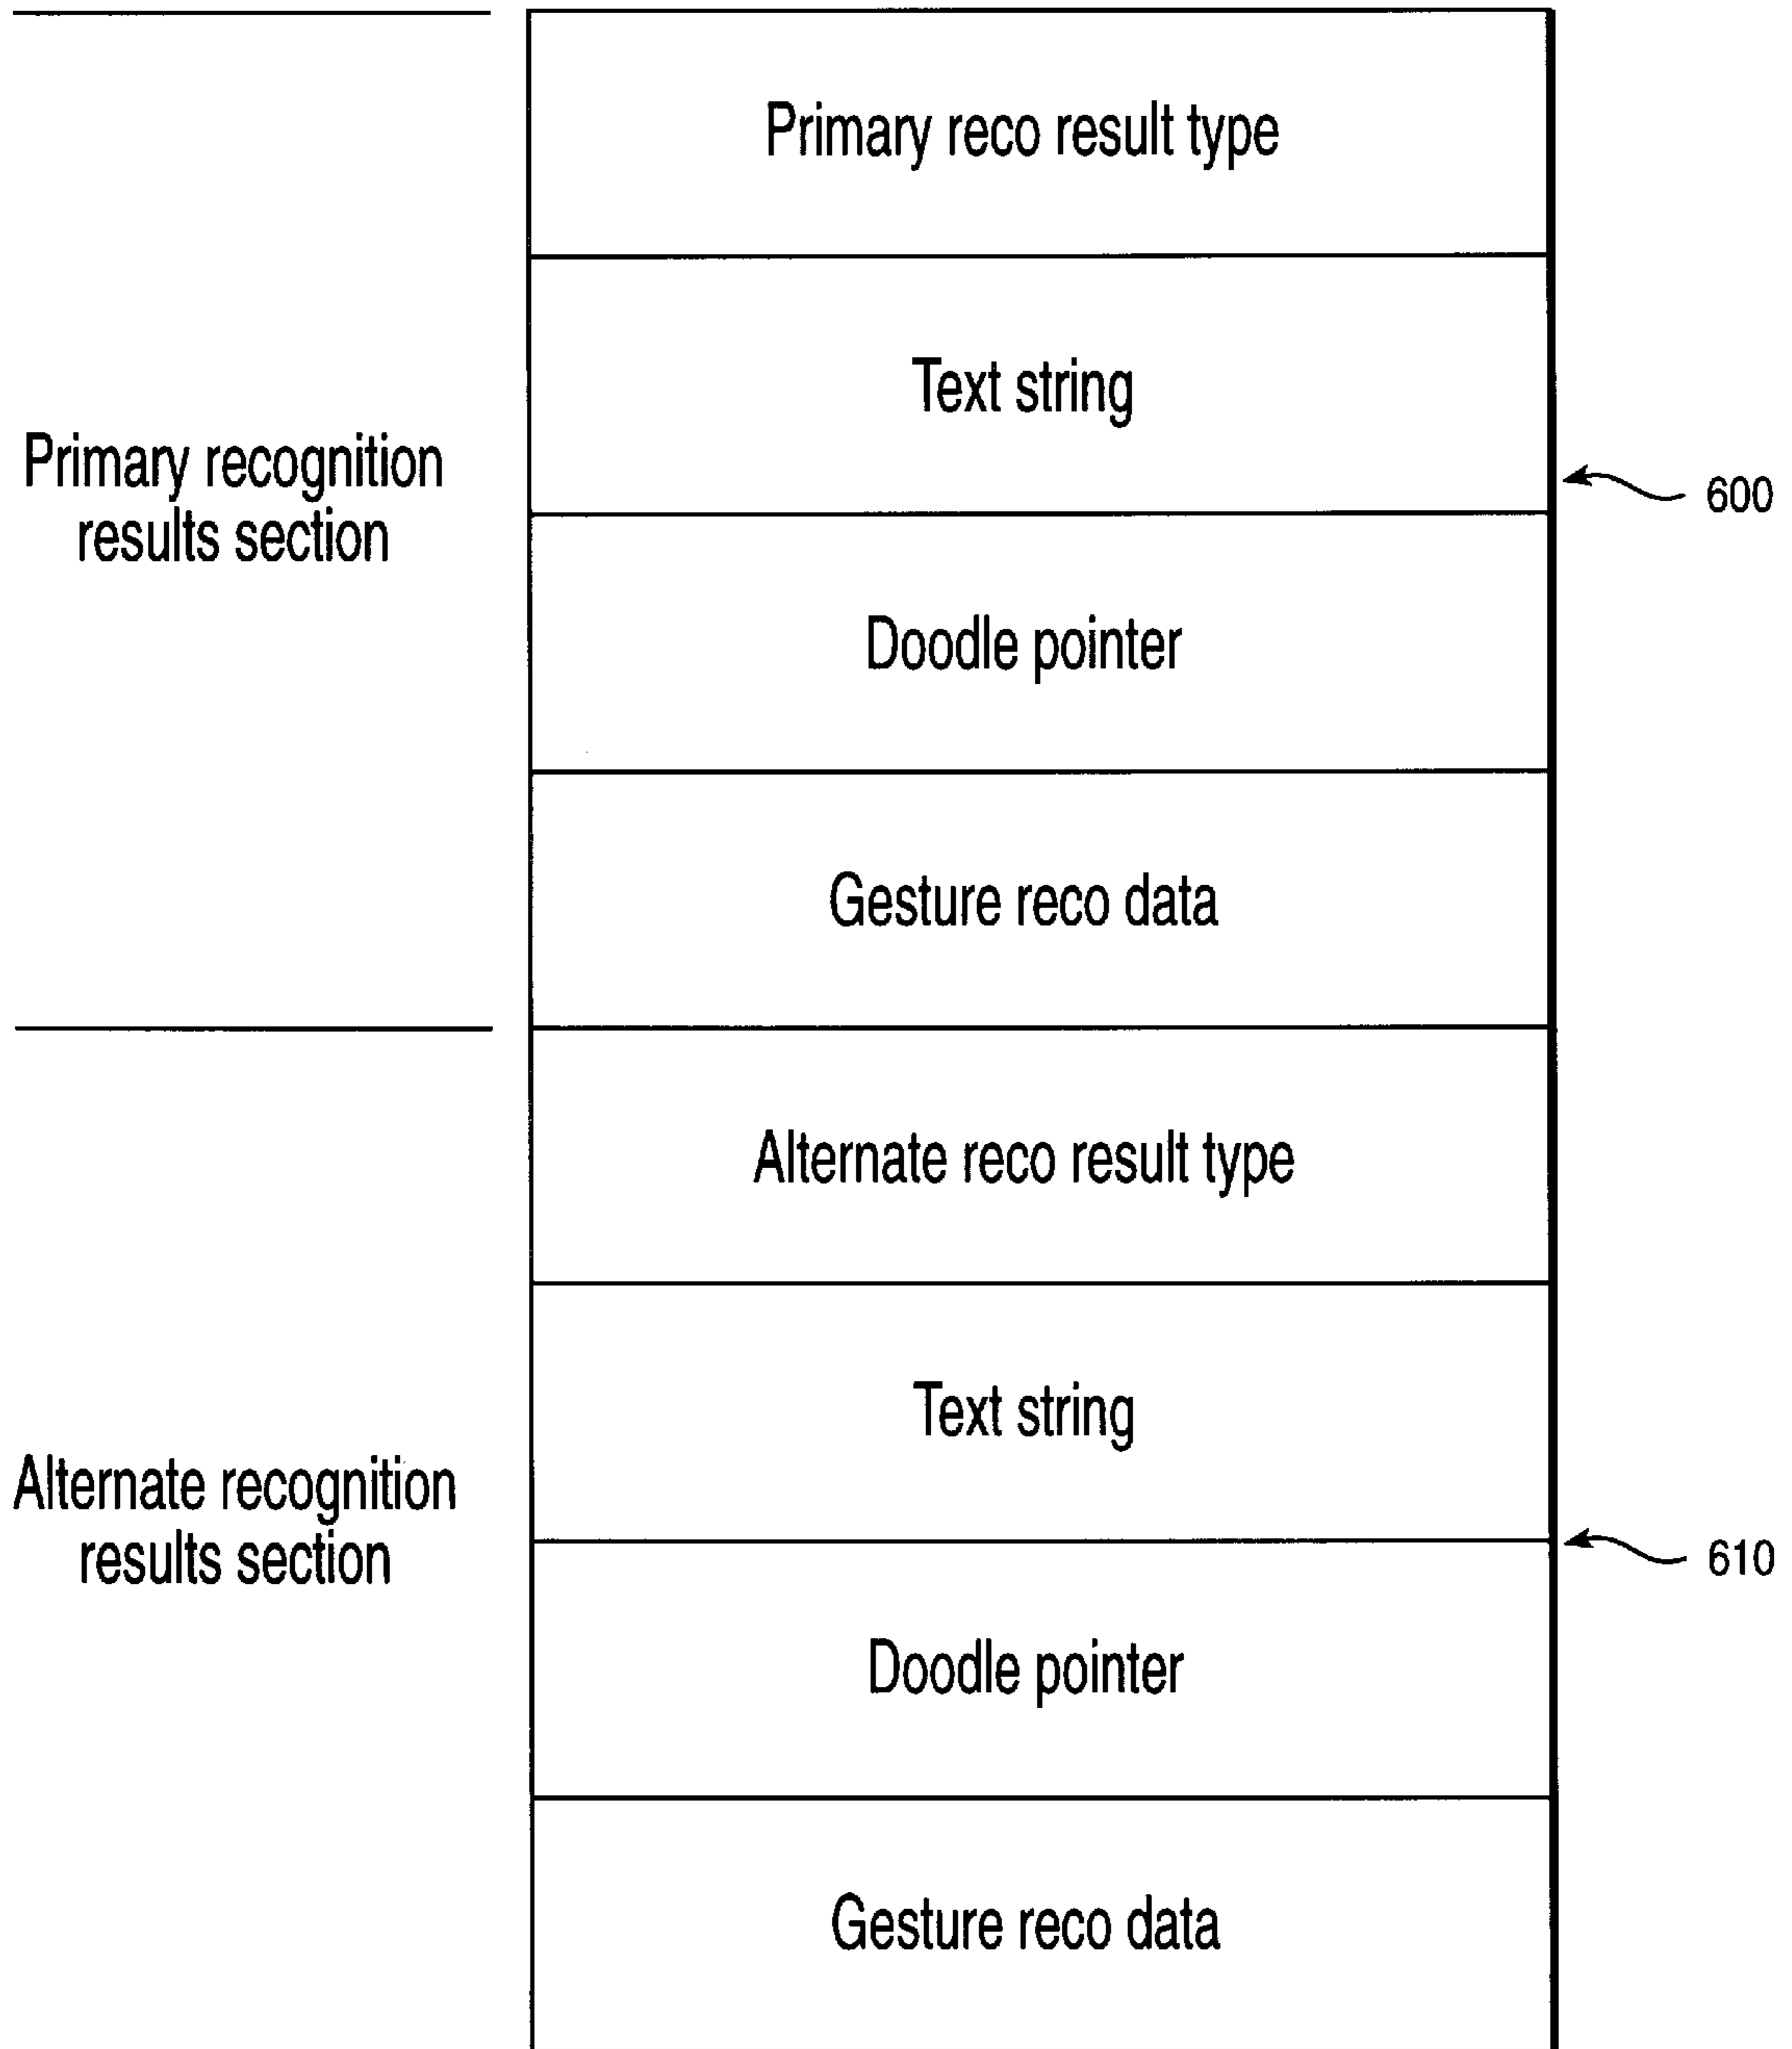 Primary reco result type
Text string
Primary recognition
results section
600
Doodle pointer
Gesture reco data
Alternate reco result type
Text string
Alternate recognition
results section
610
Doodle pointer
Gesture reco data